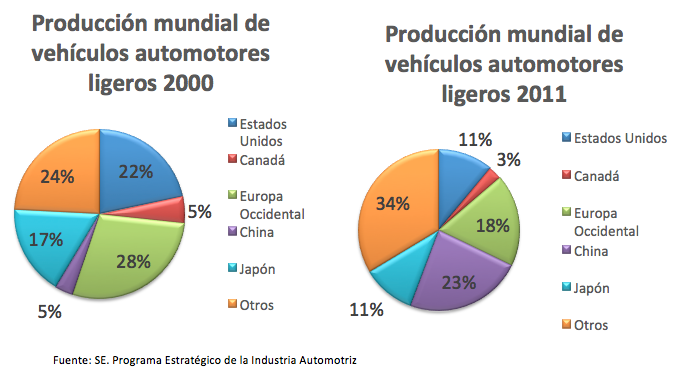 Producción mundial de
vehículos automotores
ligeros 2000
22%
5%
28%
5%
17%
24%
Estados
Unidos
Canadá
Europa
Occidental
China
Japón
Otros
Producción mundial de
vehículos automotores
ligeros 2011
11%
3%
18%
23%
11%
34%
Estados Unidos
Canadá
Europa
Occidental
China
Japón
Otros
Fuente: SE. Programa Estratégico de la Industria Automotriz